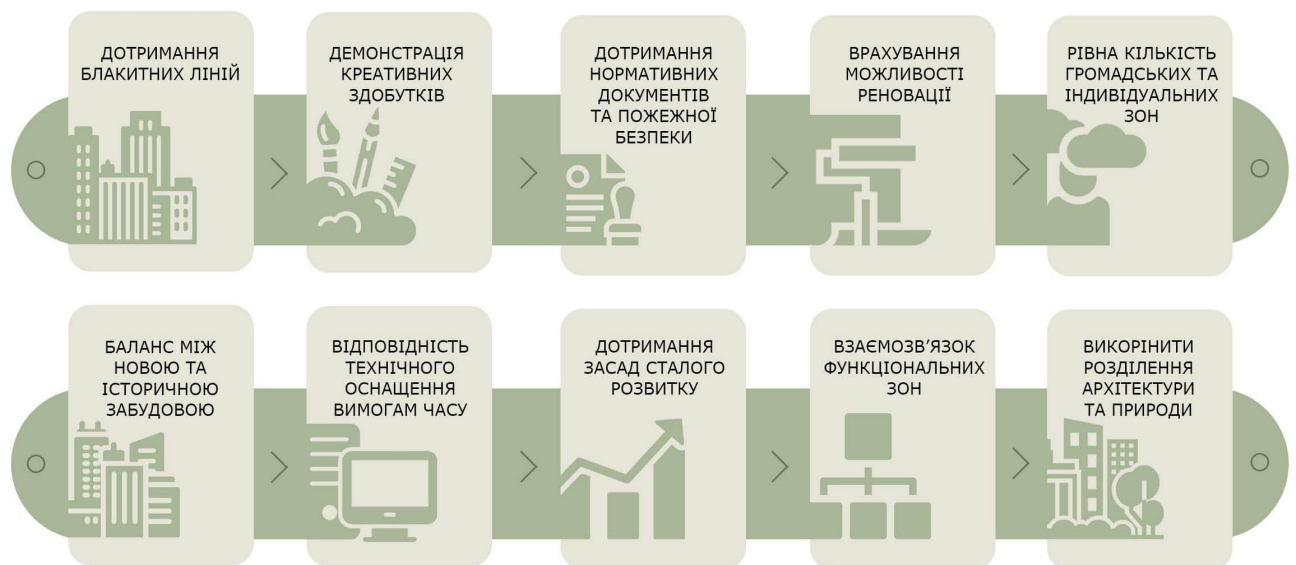 ДОТРИМАННЯ
БЛАКИТНИХ ЛІНІЙ
ДЕМОНСТРАЦІЯ
КРЕАТИВНИХ
ЗДОБУТКІВ
ДОТРИМАННЯ
НОРМАТИВНИХ
ДОКУМЕНТІВ
ТА ПОЖЕЖНОЇ
БЕЗПЕКИ
ВРАХУВАННЯ
МОЖЛИВОСТІ
РЕНОВАЦІЇ
РІВНА КІЛЬКІСТЬ
ГРОМАДСЬКИХ ТА
ІНДИВІДУАЛЬНИХ
ЗОН
БАЛАНС МІЖ
НОВОЮ ТА
ІСТОРИЧНОЮ
ЗАБУДОВОЮ
ВІДПОВІДНІСТЬ
ТЕХНІЧНОГО
ОСНАЩЕННЯ
ВИМОГАМ ЧАСУ
ДОТРИМАННЯ
ЗАСАД СТАЛОГО
РОЗВИТКУ
ВЗАЄМОЗВ'ЯЗОК
ФУНКЦІОНАЛЬНИХ
ЗОН
ВИКОРІНИТИ
РОЗДІЛЕННЯ
АРХІТЕКТУРИ
ТА ПРИРОДИ